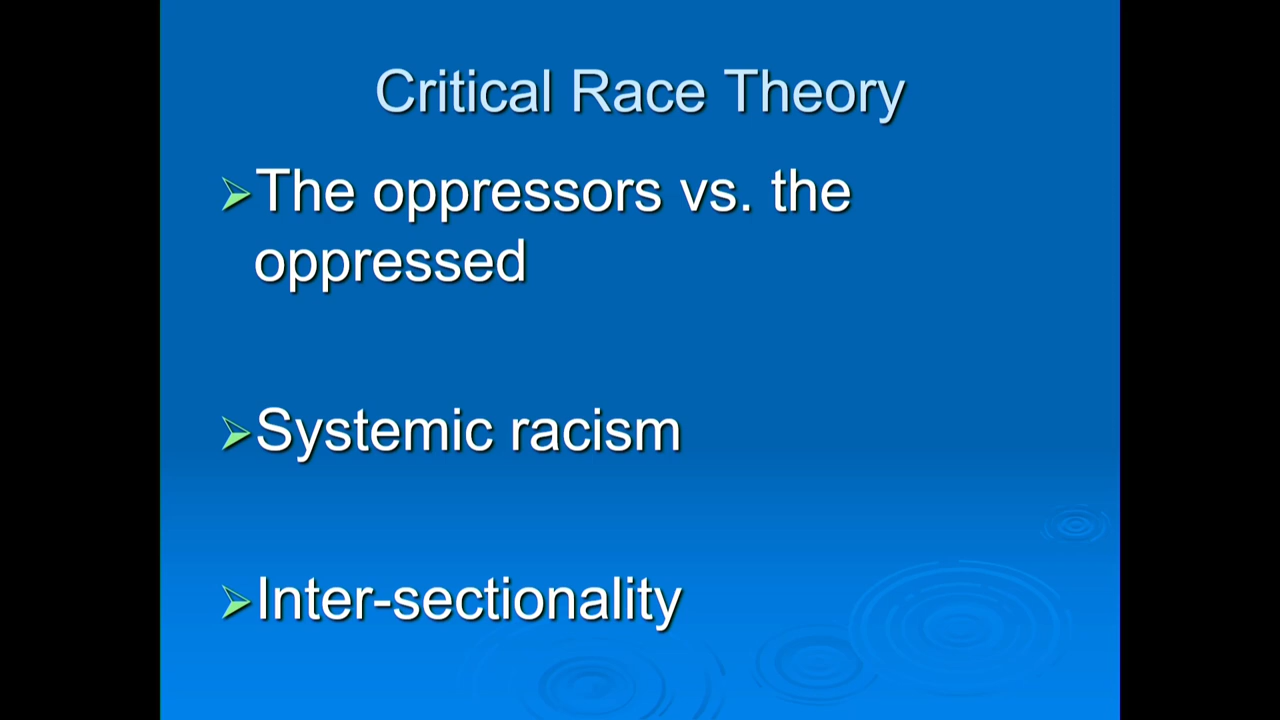 Critical Race Theory
The oppressors vs. the
oppressed
Systemic racism
Inter-sectionality